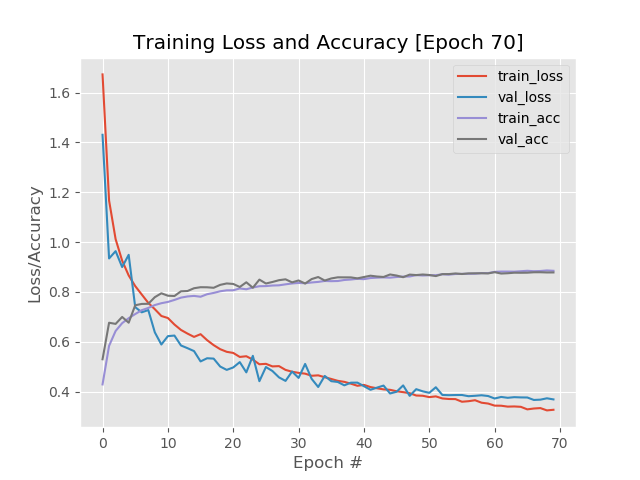 Training Loss and Accuracy [Epoch 70]
train_loss
val_loss
train_acc
val_acc
Loss/Accuracy
1.6
1.4
1.2
1.0
0.8
0.6
0.4
0 10 20 30 40 50 60 70
Epoch #